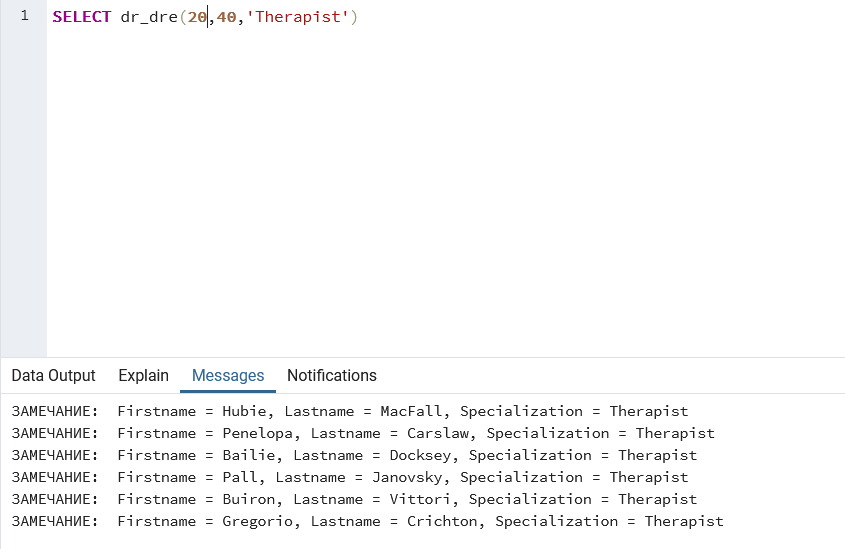 1 SELECT dr_dre(20,40,'Therapist')
Data Output Explain Messages Notifications
ЗАМЕЧАНИЕ: Firstname = Hubie, Lastname = MacFall, Specialization = Therapist
ЗАМЕЧАНИЕ: Firstname = Penelopa, Lastname = Carslaw, Specialization = Therapist
ЗАМЕЧАНИЕ: Firstname = Bailie, Lastname = Docksey, Specialization = Therapist
ЗАМЕЧАНИЕ: Firstname = Pall, Lastname = Janovsky, Specialization = Therapist
ЗАМЕЧАНИЕ: Firstname = Buiron, Lastname = Vittori, Specialization = Therapist
ЗАМЕЧАНИЕ: Firstname = Gregorio, Lastname = Crichton, Specialization = Therapist